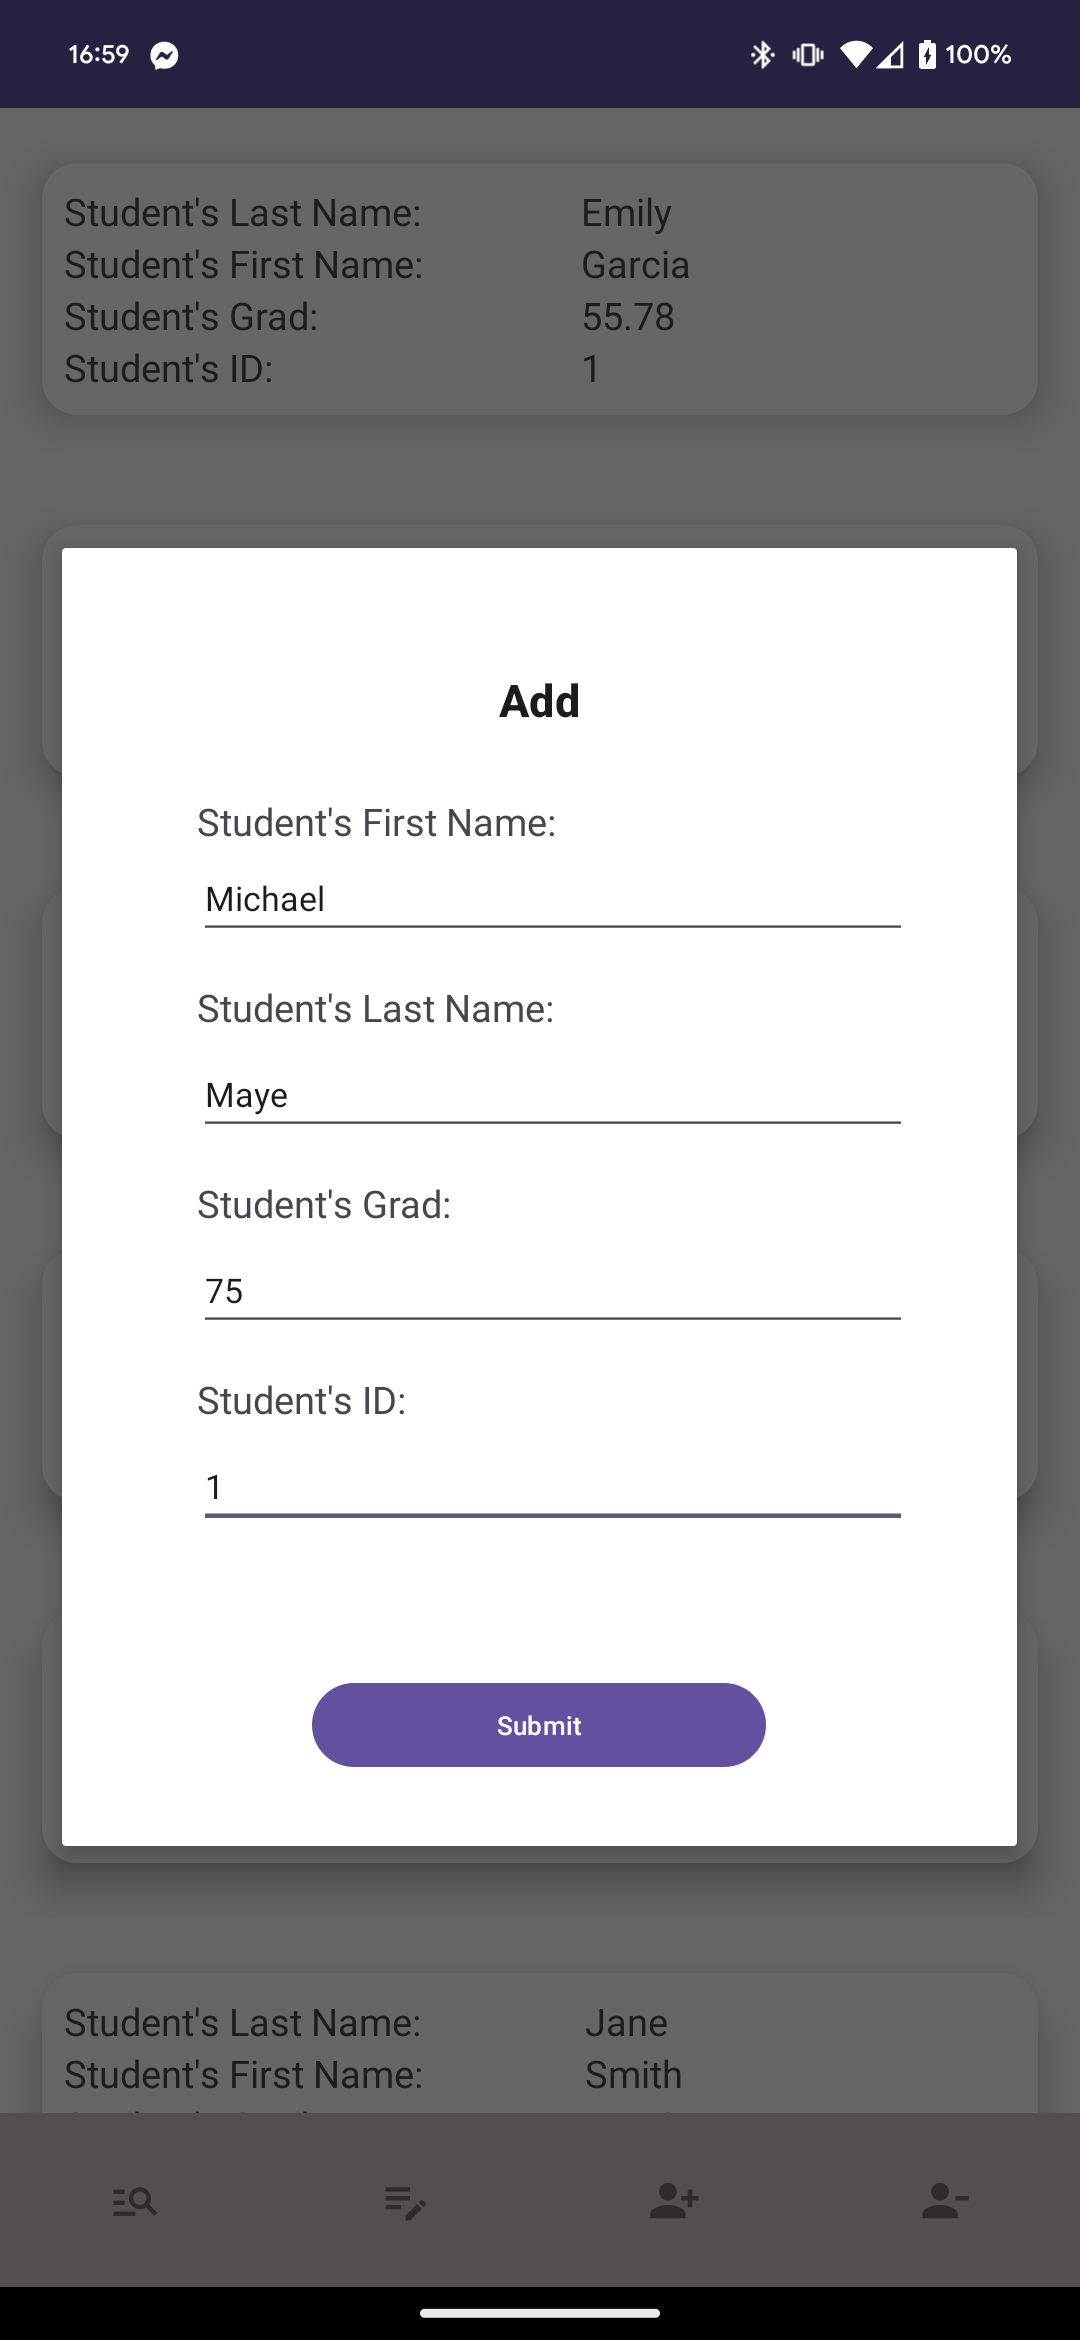 16:59 100%
Student's Last Name: Emily
Student's First Name: Garcia
Student's Grad: 55.78
Student's ID: 1
Add
Student's First Name:
Michael
Student's Last Name:
Maye
Student's Grad:
75
Student's ID:
1
Submit
Student's Last Name: Jane
Student's First Name: Smith